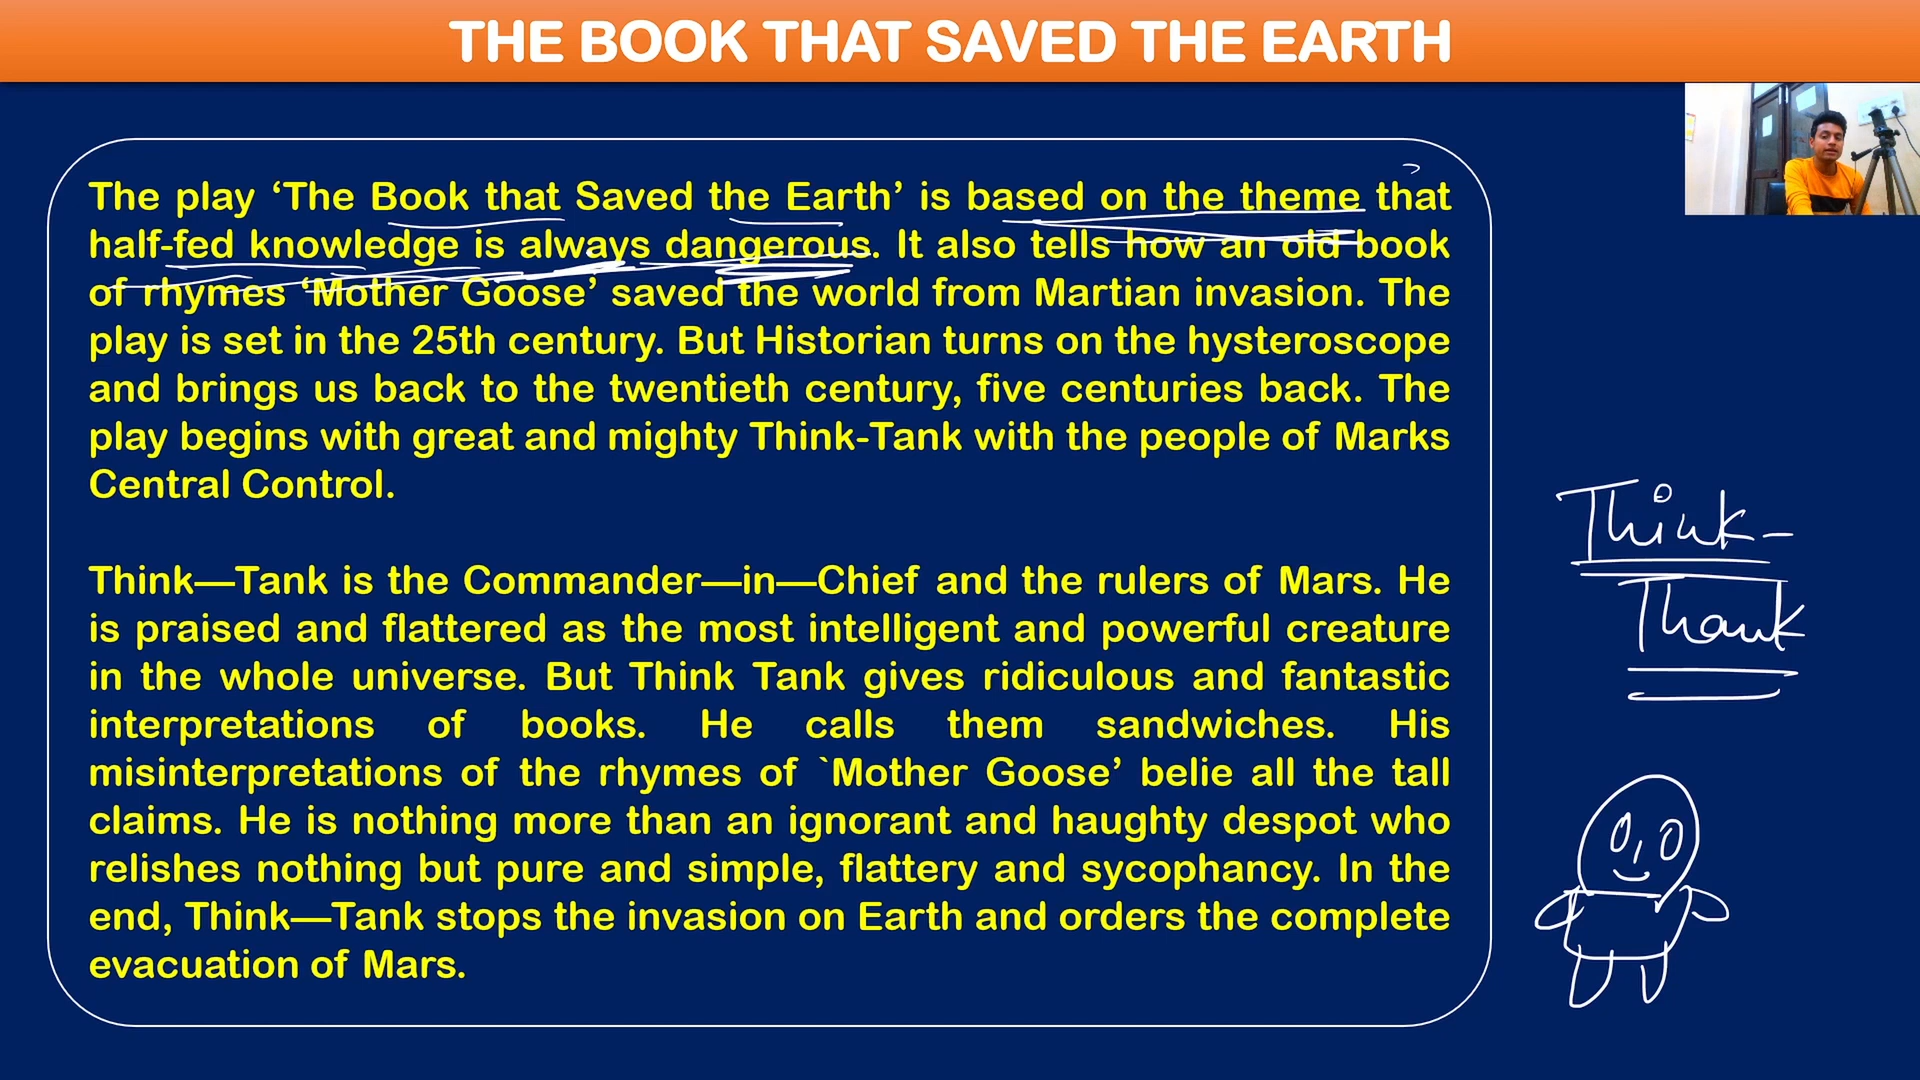 THE BOOK THAT SAVED THE EARTH
The play ‘The Book that Saved the Earth’ is based on the theme that
half-fed knowledge is always dangerous. It also tells how an old book
of rhymes ‘Mother Goose’ saved the world from Martian invasion. The
play is set in the 25th century. But Historian turns on the hysteroscope
and brings us back to the twentieth century, five centuries back. The
play begins with great and mighty Think-Tank with the people of Marks
Central Control.
Think—Tank is the Commander—in—Chief and the rulers of Mars. He
is praised and flattered as the most intelligent and powerful creature
in the whole universe. But Think Tank gives ridiculous and fantastic
interpretations of books. He calls them sandwiches. His
misinterpretations of the rhymes of `Mother Goose’ belie all the tall
claims. He is nothing more than an ignorant and haughty despot who
relishes nothing but pure and simple, flattery and sycophancy. In the
end, Think—Tank stops the invasion on Earth and orders the complete
evacuation of Mars.
Think-
Thank